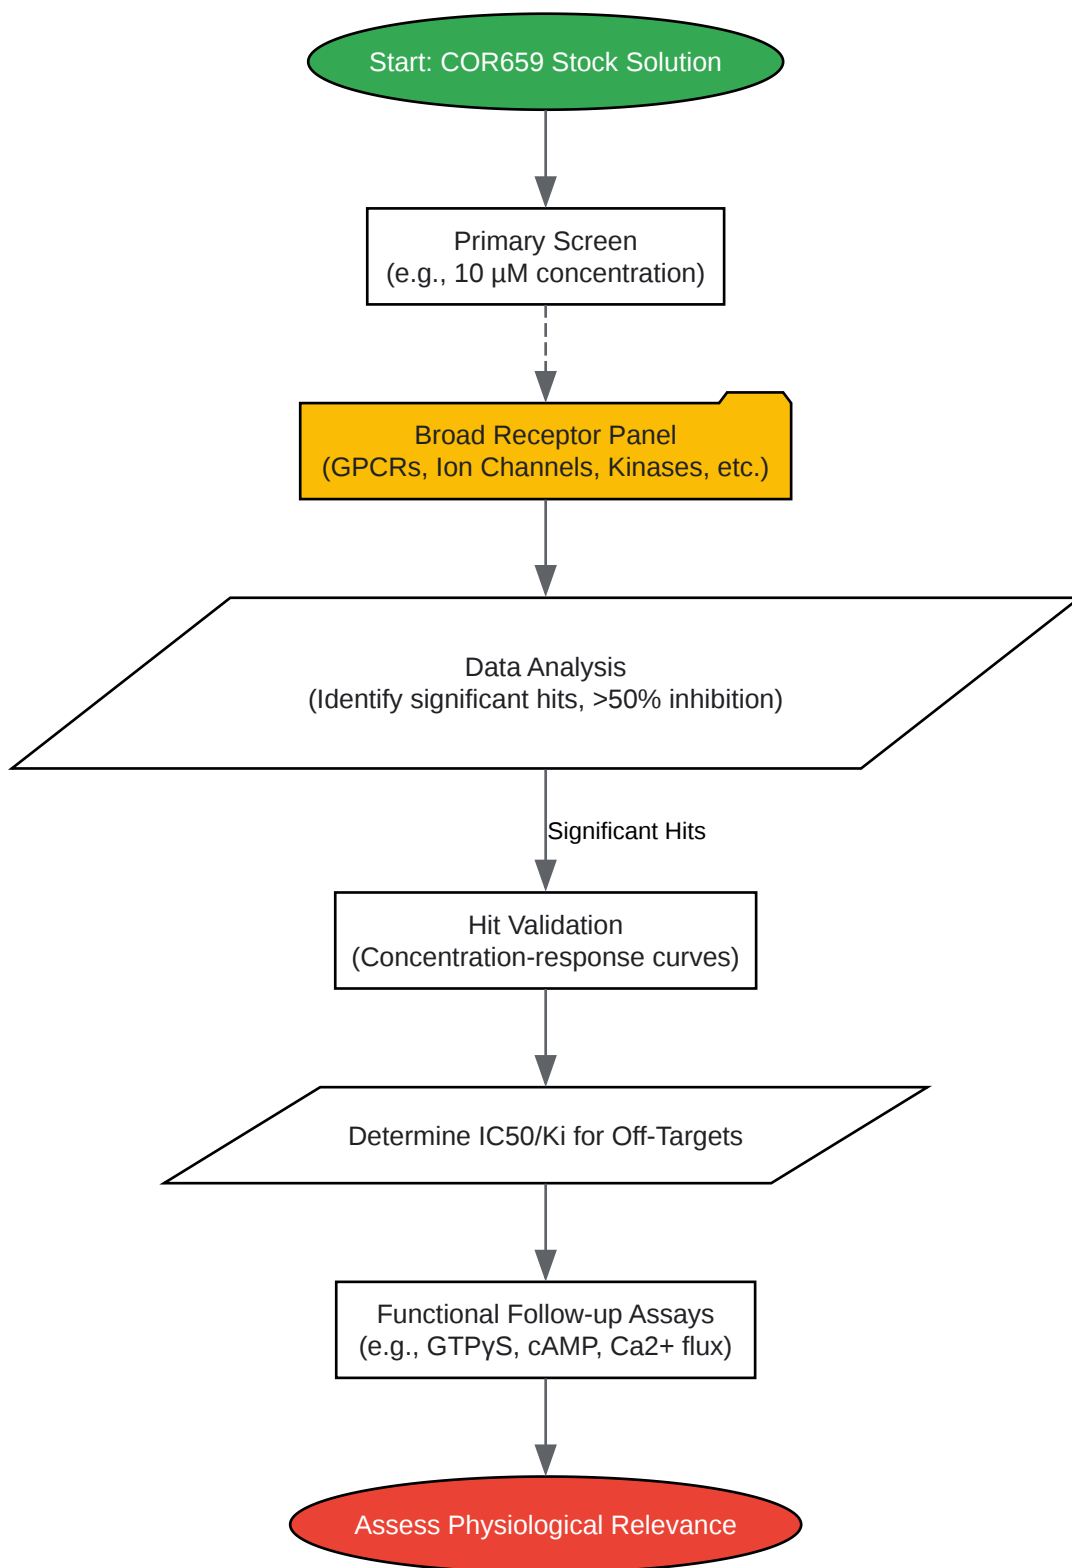 Start: COR659 Stock Solution
Primary Screen
(e.g., 10 µM concentration)
Broad Receptor Panel
(GPCRs, Ion Channels, Kinases, etc.)
Data Analysis
(Identify significant hits, >50% inhibition)
Significant Hits
Hit Validation
(Concentration-response curves)
Determine IC50/Ki for Off-Targets
Functional Follow-up Assays
(e.g., GTPγS, cAMP, Ca2+ flux)
Assess Physiological Relevance